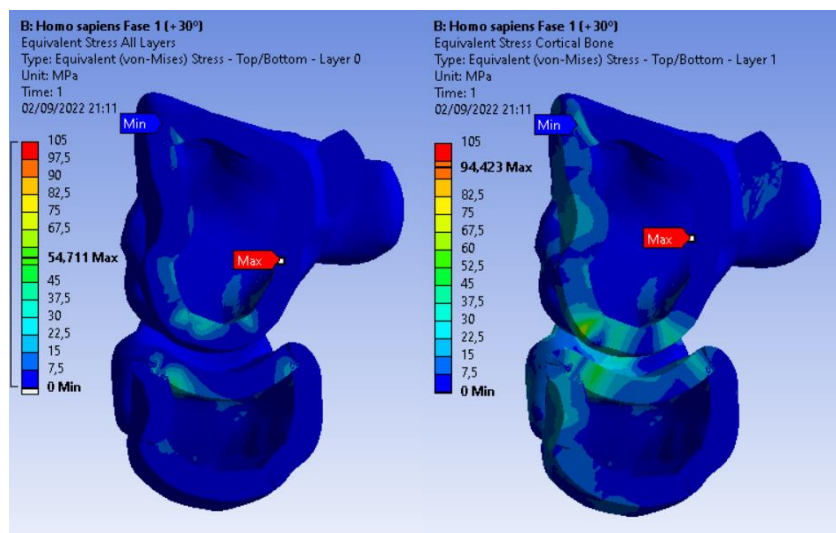 B: Homo sapiens Fase 1 (+30°)
Equivalent Stress All Layers
Type: Equivalent (von-Mises) Stress - Top/Bottom - Layer 0
Unit: MPa
Time: 1
02/09/2022 21:11
Min
105
97,5
90
82,5
75
67,5
54,711 Max
45
37,5
30
22,5
15
7,5
0 Min
Max
B: Homo sapiens Fase 1 (+30°)
Equivalent Stress Cortical Bone
Type: Equivalent (von-Mises) Stress - Top/Bottom - Layer 1
Unit: MPa
Time: 1
02/09/2022 21:11
Min
105
94,423 Max
82,5
75
67,5
60
52,5
45
37,5
30
22,5
15
7,5
0 Min
Max